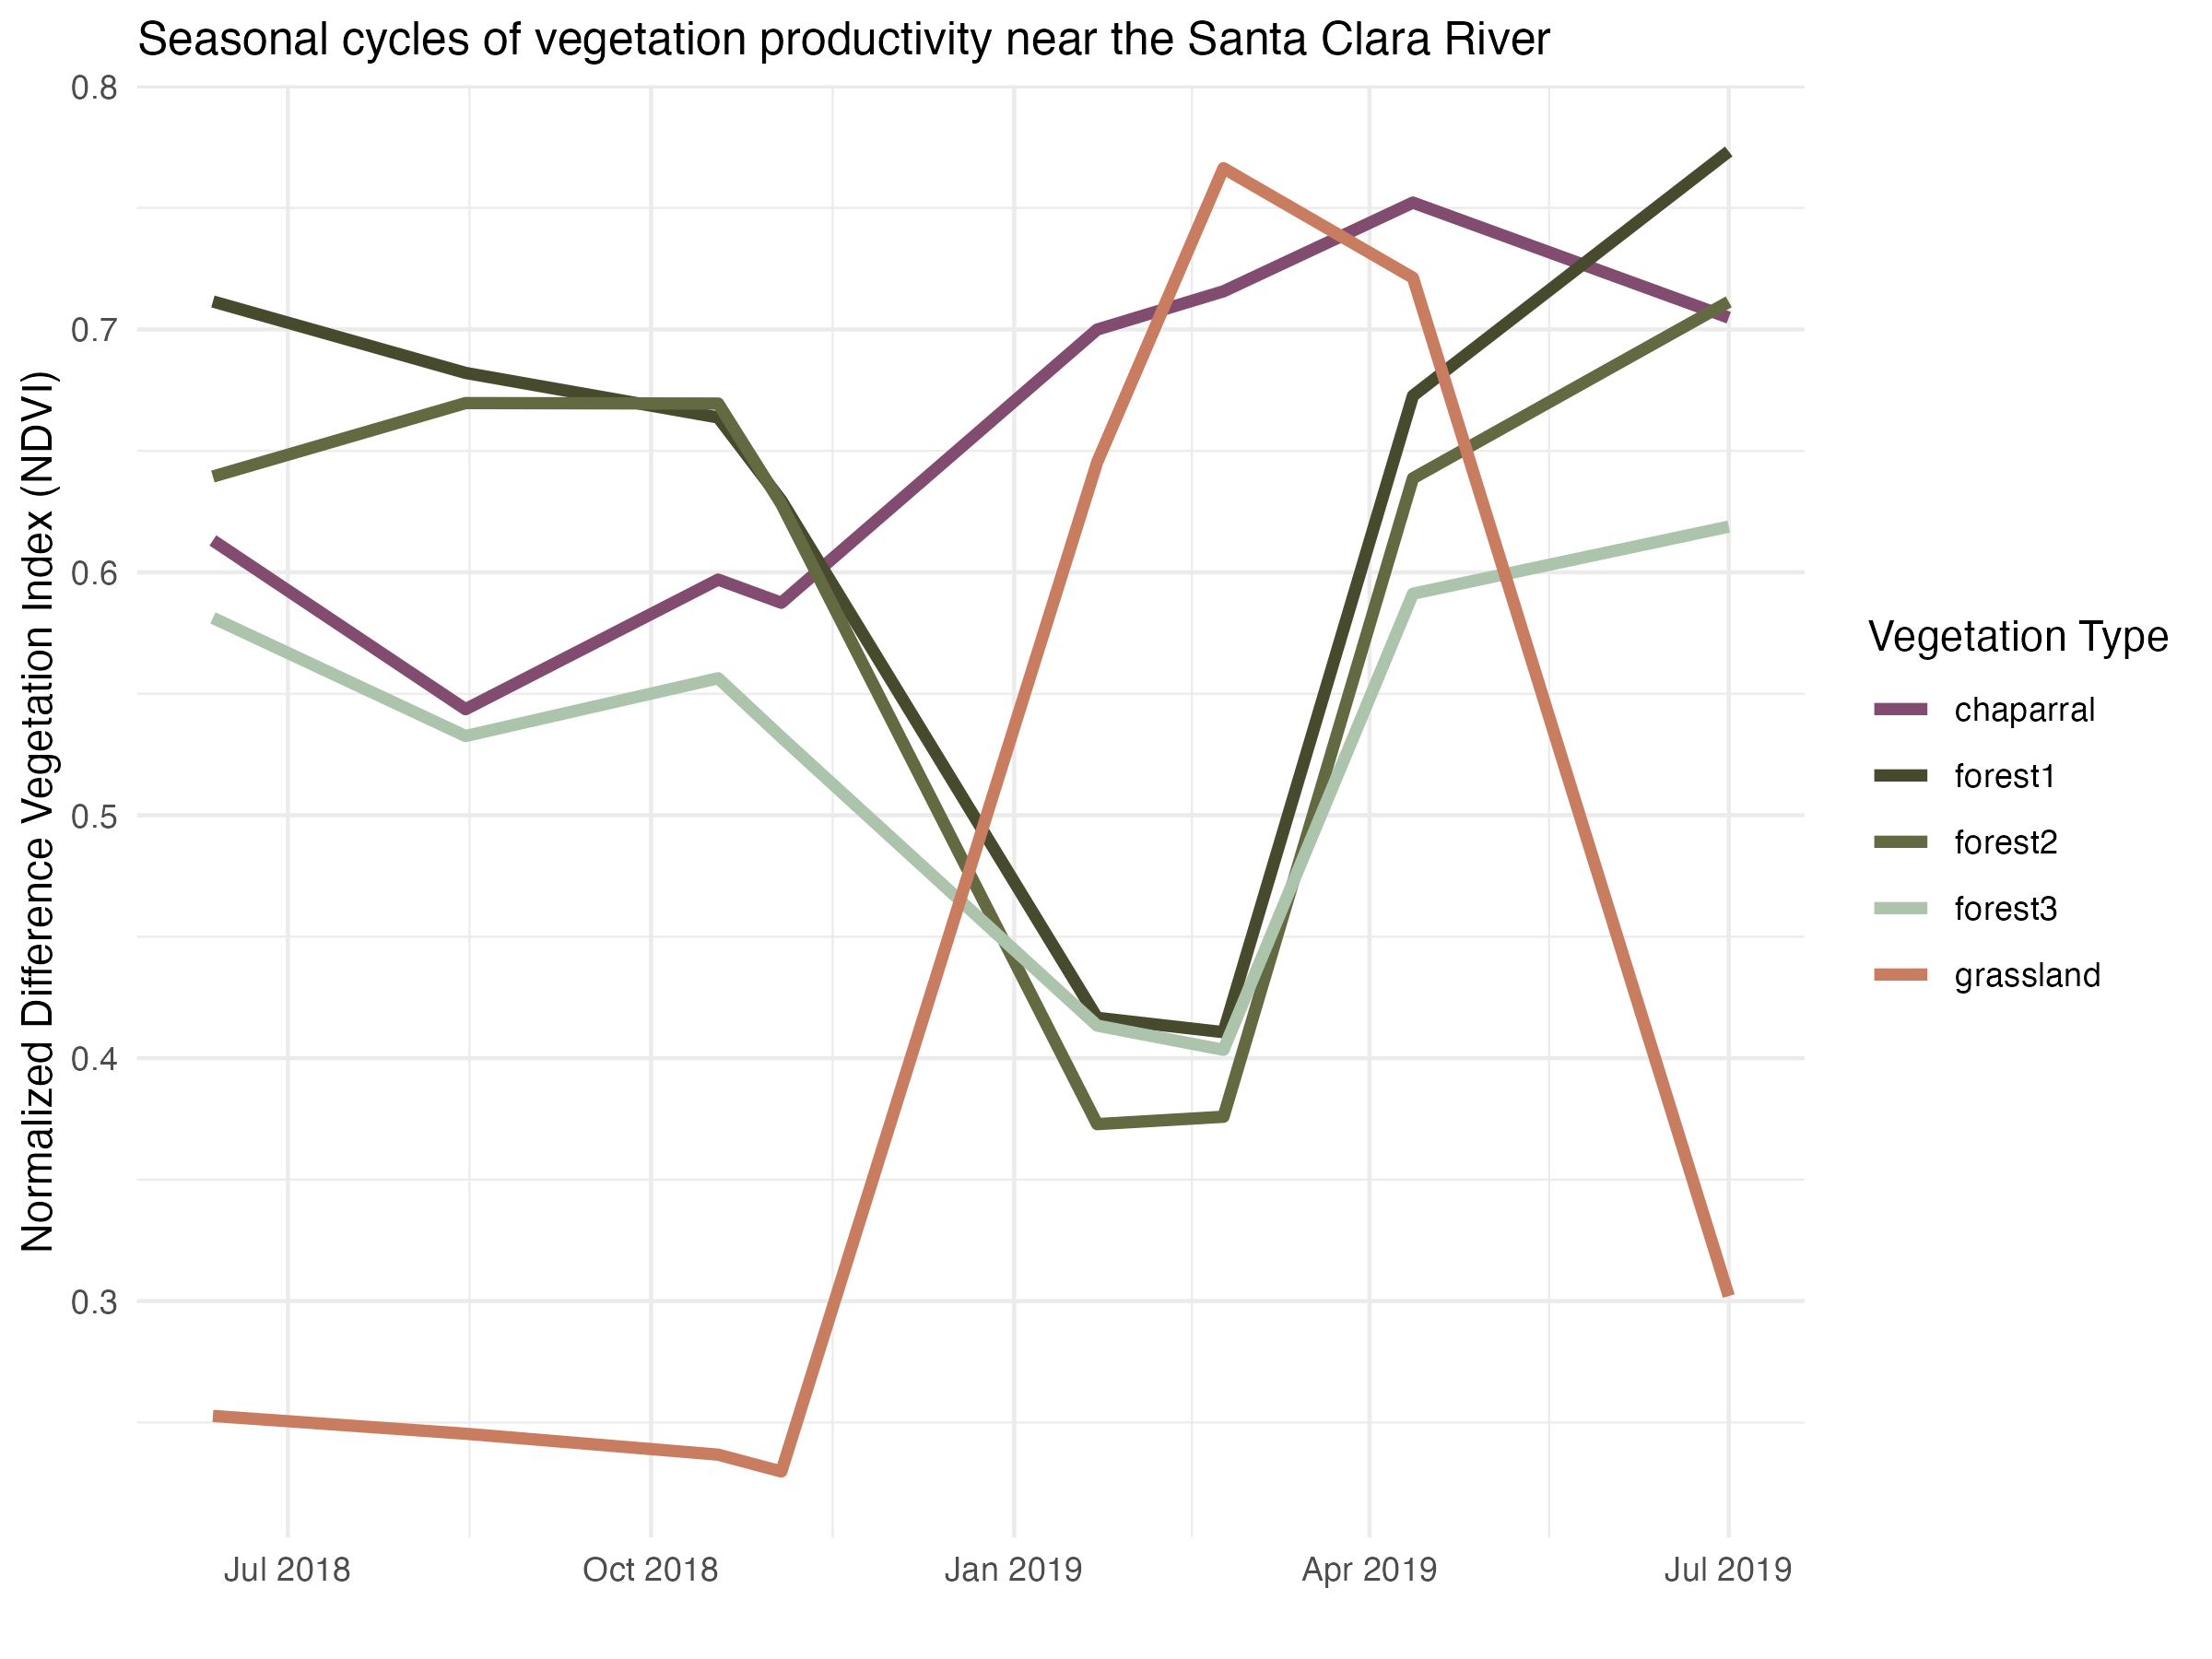 Seasonal cycles of vegetation productivity near the Santa Clara River
Normalized Difference Vegetation Index (NDVI)
0.8
0.7
0.6
0.5
0.4
0.3
Jul 2018
Oct 2018
Jan 2019
Apr 2019
Jul 2019
Vegetation Type
chaparral
forest1
forest2
forest3
grassland